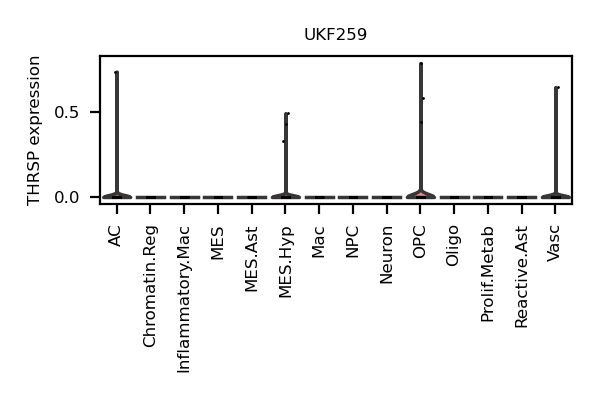 UKF259
THRSP expression
0.5
0.0
AC
Chromatin.Reg
Inflammatory.Mac
MES
MES.Ast
MES.Hyp
Mac
NPC
Neuron
OPC
Oligo
Prolif.Metab
Reactive.Ast
Vasc